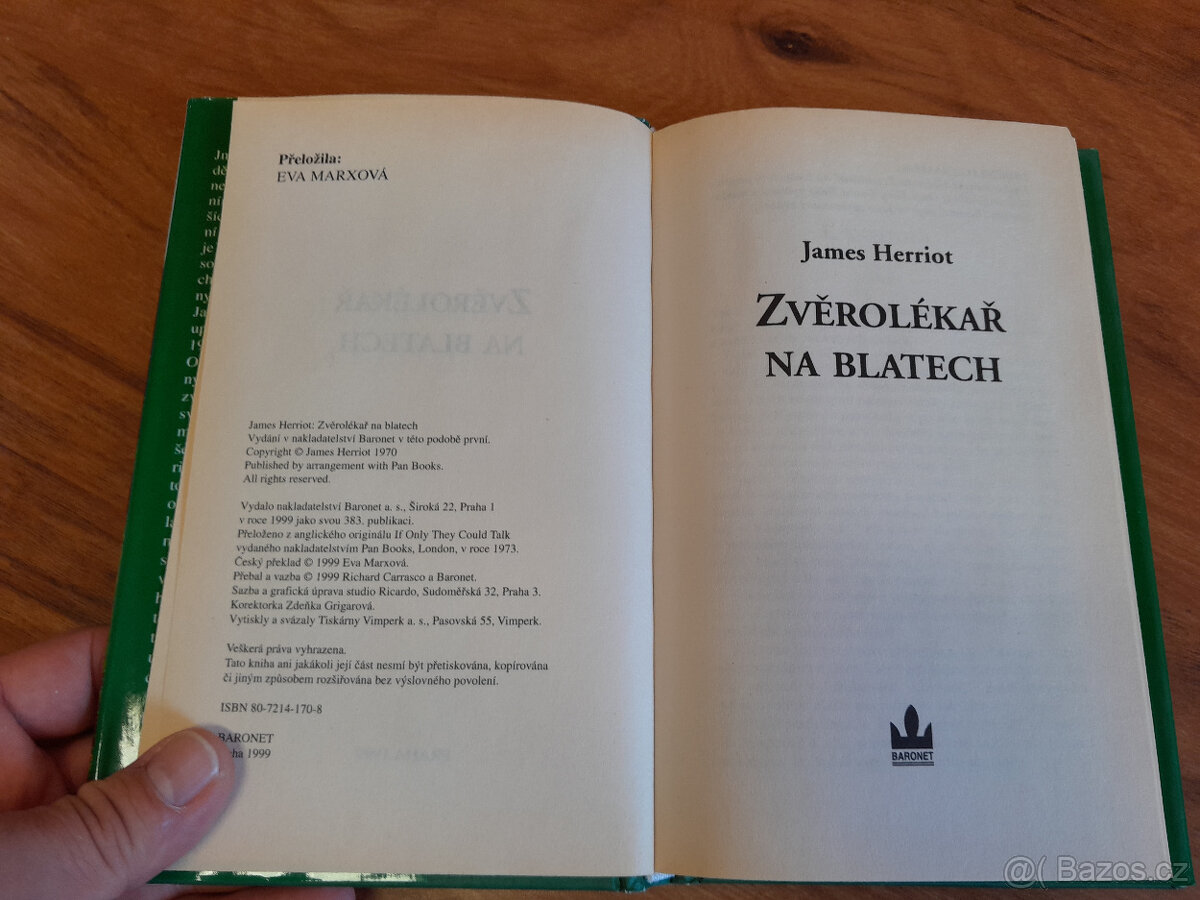 Přeložila:
EVA MARXOVÁ
James Herriot: Zvěrolékař na blatech
Vydání v nakladatelství Baronet v této podobě první.
Copyright © James Herriot 1970
Published by arrangement with Pan Books.
All rights reserved.
Vydalo nakladatelství Baronet a. s., Široká 22, Praha 1
v roce 1999 jako svou 383. publikaci.
Přeloženo z anglického originálu If Only They Could Talk
vydaného nakladatelstvím Pan Books, London, v roce 1973.
Český překlad © 1999 Eva Marxová.
Přebal a vazba © 1999 Richard Carrasco a Baronet.
Sazba a grafická úprava studio Ricardo, Sudoměřská 32, Praha 3.
Korektorka Zdeňka Grigarová.
Vytiskly a svázaly Tiskárny Vimperk a. s., Pasovská 55, Vimperk.
Veškerá práva vyhrazena.
Tato kniha ani jakákoli její část nesmí být přetiskována, kopírována
či jiným způsobem rozšiřována bez výslovného povolení.
ISBN 80-7214-170-8
BARONET
1999
James Herriot
ZVĚROLÉKAŘ
NA BLATECH
BARONET
@( Bazos.cz